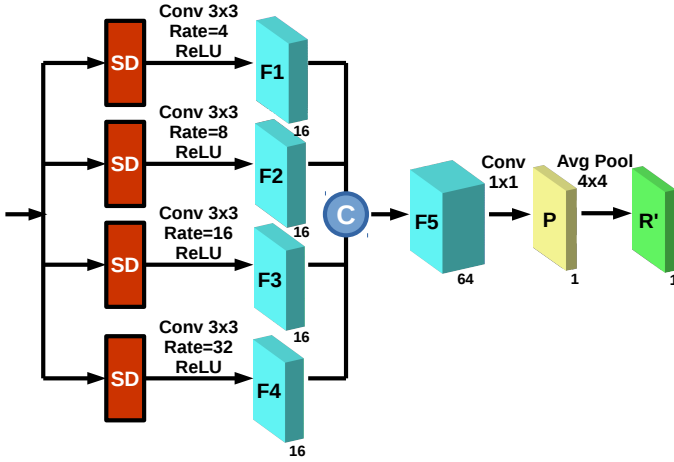 Conv 3x3
Rate=4
ReLU
SD
F1
16
Conv 3x3
Rate=8
ReLU
SD
F2
16
Conv 3x3
Rate=16
ReLU
SD
F3
16
Conv 3x3
Rate=32
ReLU
SD
F4
16
C
F5
64
Conv
1x1
P
1
Avg Pool
4x4
R'
1